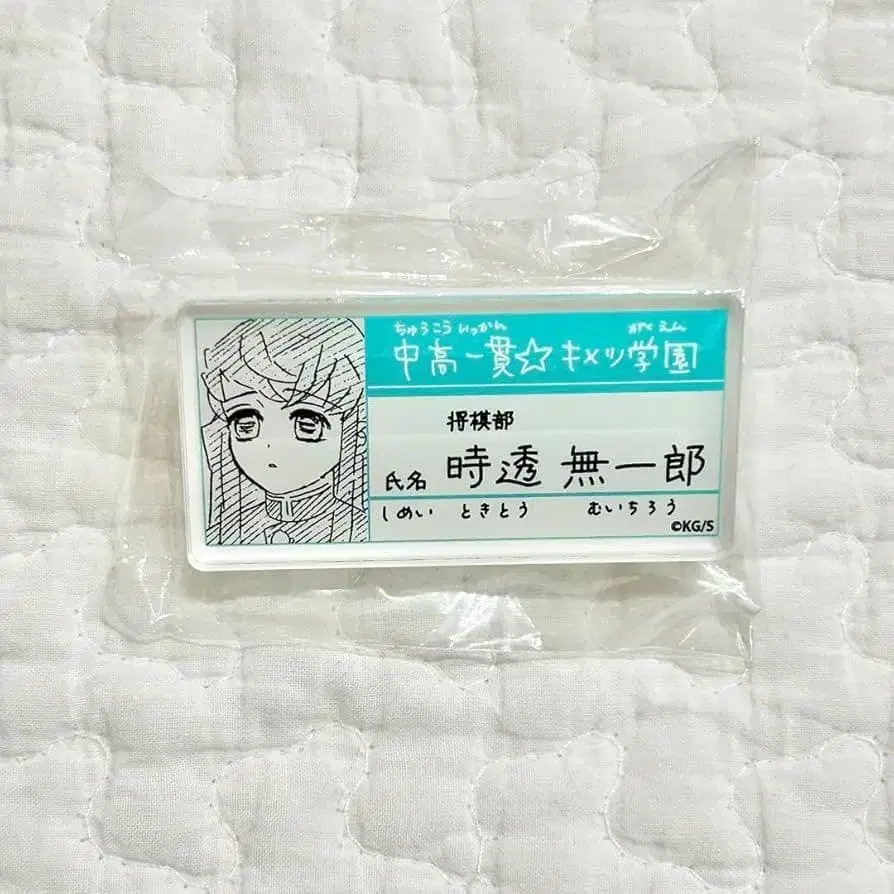 ちゅうこういっかん がくえん
中高一貫☆キメツ学園
将棋部
氏名 時透 無一郎
しめい ときとう むいちろう
©KG/S